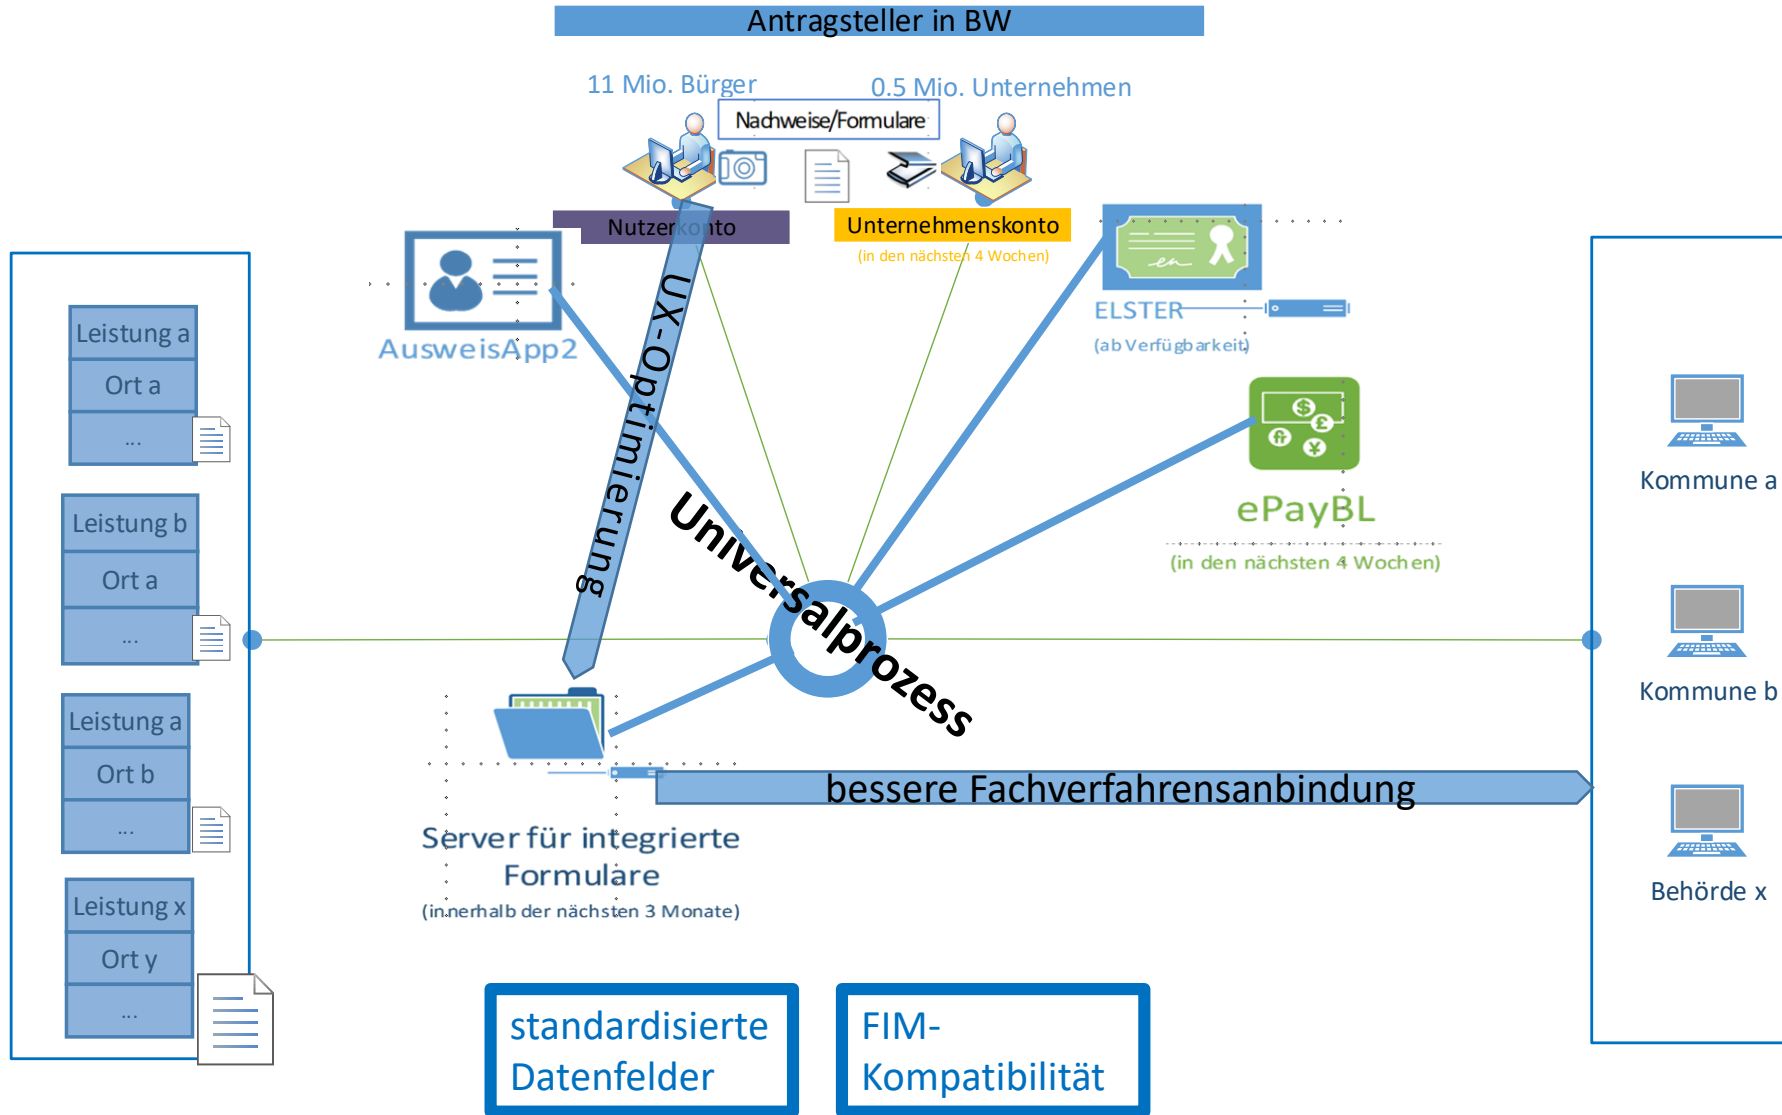 Antragsteller in BW
11 Mio. Bürger
0.5 Mio. Unternehmen
Nachweise/Formulare
Nutzerkonto
Unternehmenskonto
(in den nächsten 4 Wochen)
AusweisApp2
ELSTER
(ab Verfügbarkeit)
ePayBL
(in den nächsten 4 Wochen)
UX-Optimierung
Universalprozess
Leistung a
Ort a
...
Leistung b
Ort a
...
Leistung a
Ort b
...
Leistung x
Ort y
...
Kommune a
Kommune b
Behörde x
bessere Fachverfahrensanbindung
Server für integrierte
Formulare
(innerhalb der nächsten 3 Monate)
standardisierte
Datenfelder
FIM-
Kompatibilität